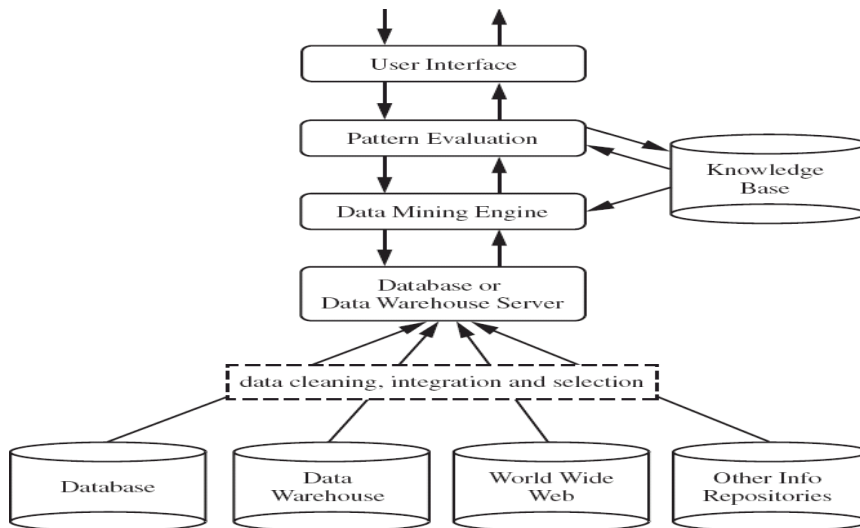 User Interface
Pattern Evaluation
Knowledge
Base
Data Mining Engine
Database or
Data Warehouse Server
data cleaning, integration and selection
Database
Data
Warehouse
World Wide
Web
Other Info
Repositories